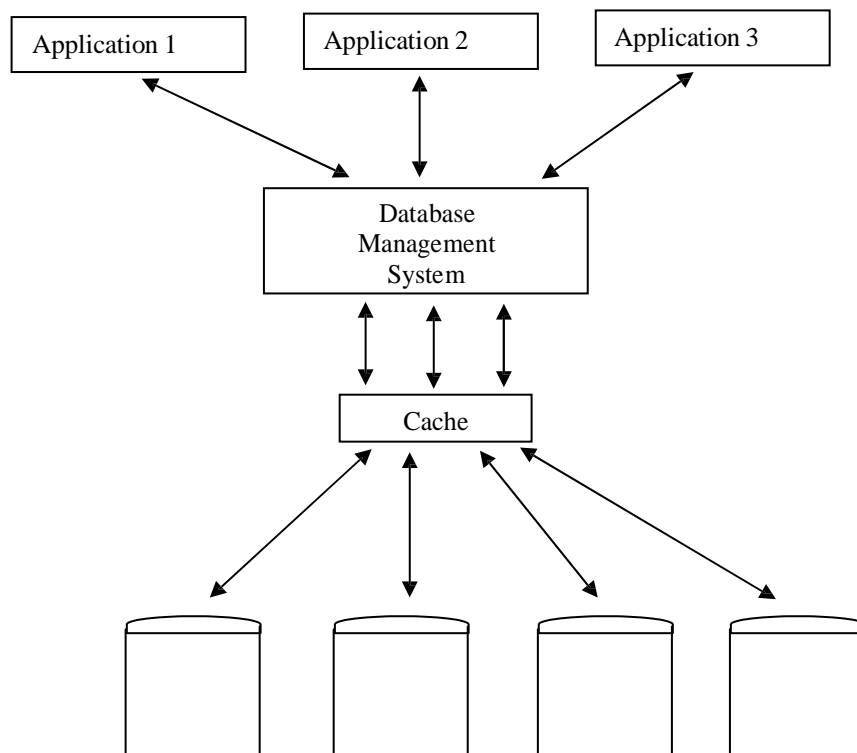 Application 1
Application 2
Application 3
Database
Management
System
Cache